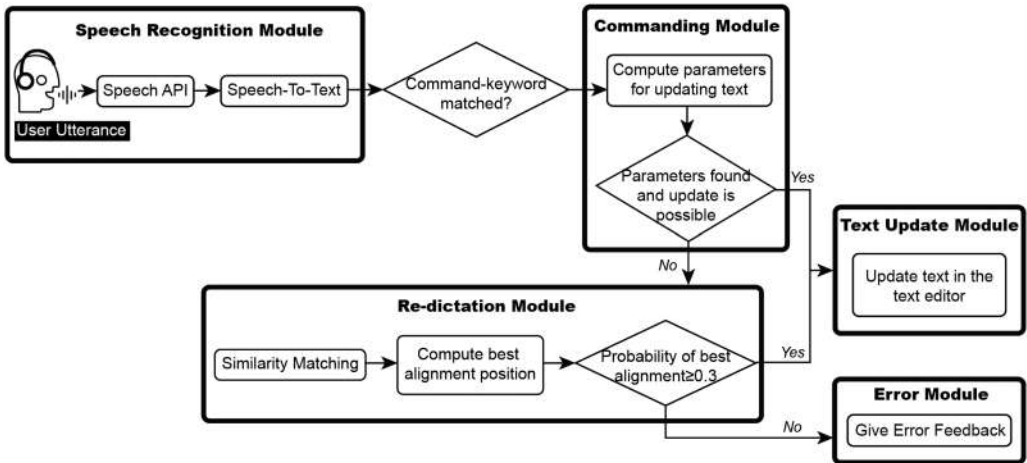 Speech Recognition Module
Speech API
Speech-To-Text
User Utterance
Command-keyword
matched?
Commanding Module
Compute parameters
for updating text
Parameters found
and update is
possible
Yes
No
Text Update Module
Update text in the
text editor
Re-dictation Module
Similarity Matching
Compute best
alignment position
Probability of best
alignment≥0.3
Yes
No
Error Module
Give Error Feedback